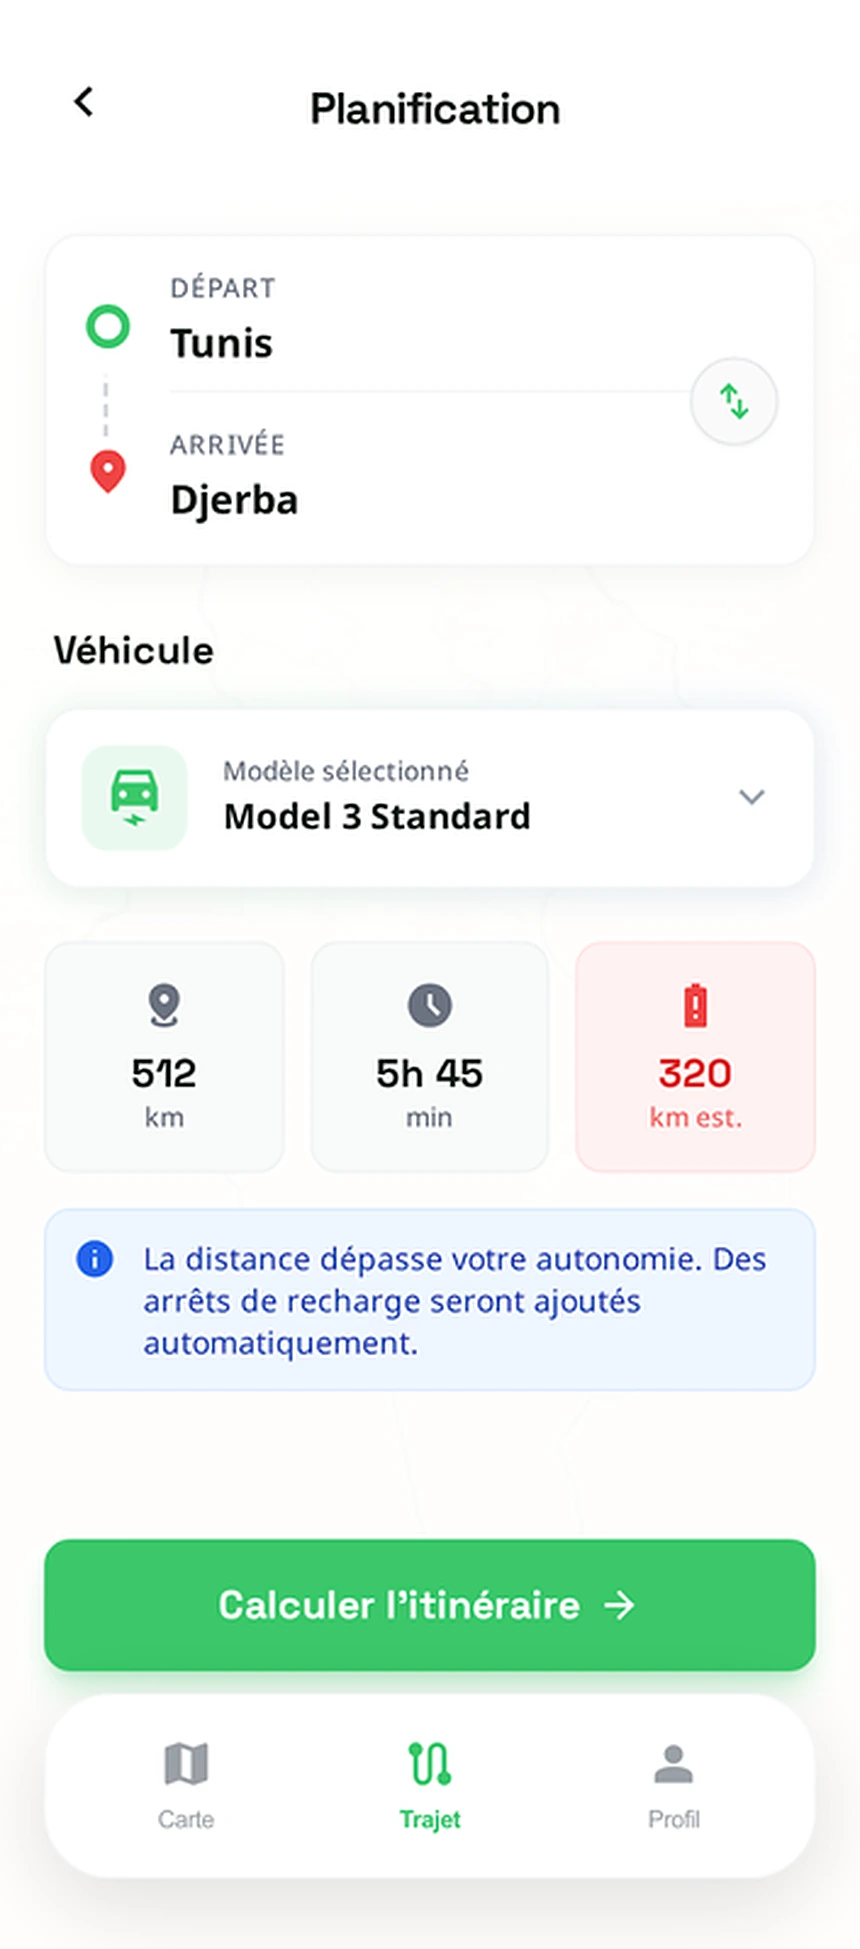 Planification
DÉPART
Tunis
ARRIVÉE
Djerba
Véhicule
Modèle sélectionné
Model 3 Standard
512
km
5h 45
min
320
km est.
La distance dépasse votre autonomie. Des
arrêts de recharge seront ajoutés
automatiquement.
Calculer l'itinéraire →
Carte
Trajet
Profil